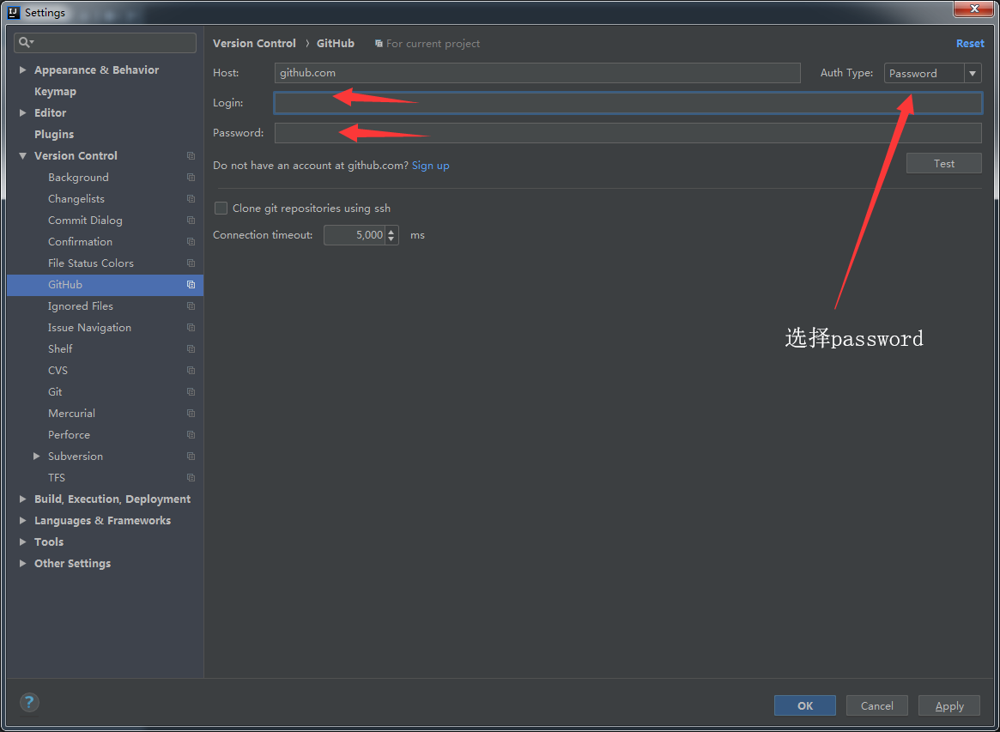 Settings
Appearance & Behavior
Keymap
Editor
Plugins
Version Control
Background
Changelists
Commit Dialog
Confirmation
File Status Colors
GitHub
Ignored Files
Issue Navigation
Shelf
CVS
Git
Mercurial
Perforce
Subversion
TFS
Build, Execution, Deployment
Languages & Frameworks
Tools
Other Settings
Version Control › GitHub For current project Reset
Host: github.com Auth Type: Password
Login:
Password:
Do not have an account at github.com? Sign up Test
Clone git repositories using ssh
Connection timeout: 5,000 ms
选择password
? OK Cancel Apply